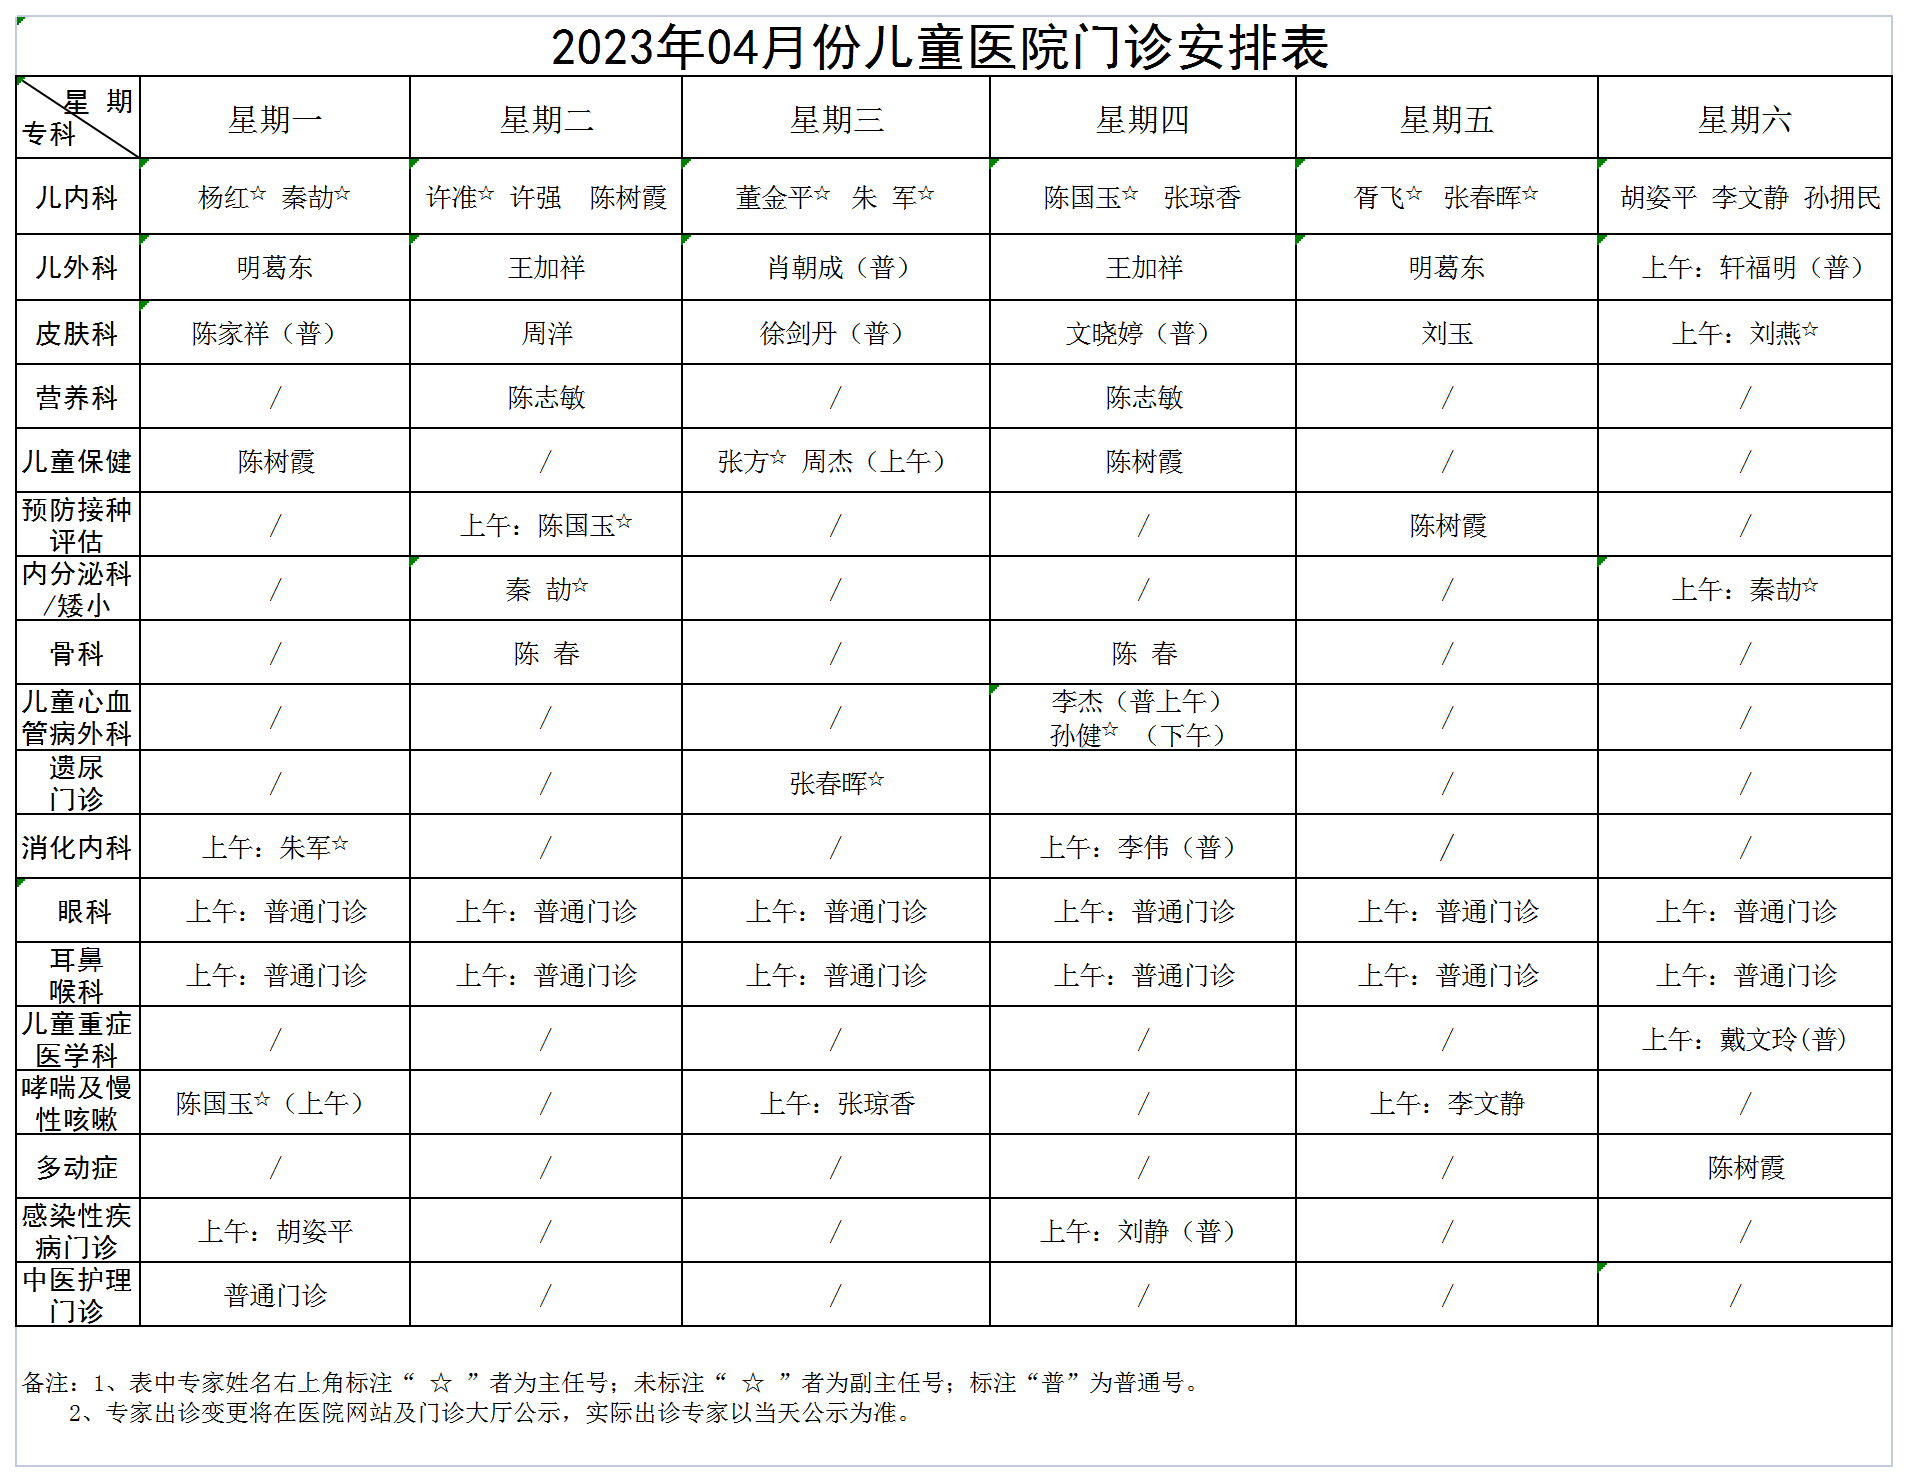 2023年04月份儿童医院门诊安排表
星 期
专科 星期一 星期二 星期三 星期四 星期五 星期六
儿内科 杨红☆ 秦劼☆ 许准☆ 许强 陈树霞 董金平☆ 朱 军☆ 陈国玉☆ 张琼香 胥飞☆ 张春晖☆ 胡姿平 李文静 孙拥民
儿外科 明葛东 王加祥 肖朝成（普） 王加祥 明葛东 上午：轩福明（普）
皮肤科 陈家祥（普） 周洋 徐剑丹（普） 文晓婷（普） 刘玉 上午：刘燕☆
营养科 / 陈志敏 / 陈志敏 / /
儿童保健 陈树霞 / 张方☆ 周杰（上午） 陈树霞 / /
预防接种
评估 / 上午：陈国玉☆ / / 陈树霞 /
内分泌科
/矮小 / 秦 劼☆ / / / 上午：秦劼☆
骨科 / 陈 春 / 陈 春 / /
儿童心血
管病外科 / / / 李杰（普上午）
孙健☆ （下午） / /
遗尿
门诊 / / 张春晖☆ / /
消化内科 上午：朱军☆ / / 上午：李伟（普） / /
眼科 上午：普通门诊 上午：普通门诊 上午：普通门诊 上午：普通门诊 上午：普通门诊 上午：普通门诊
耳鼻
喉科 上午：普通门诊 上午：普通门诊 上午：普通门诊 上午：普通门诊 上午：普通门诊 上午：普通门诊
儿童重症
医学科 / / / / / 上午：戴文玲(普)
哮喘及慢
性咳嗽 陈国玉☆（上午） / 上午：张琼香 / 上午：李文静 /
多动症 / / / / / 陈树霞
感染性疾
病门诊 上午：胡姿平 / / 上午：刘静（普） / /
中医护理
门诊 普通门诊 / / / / /
备注：1、表中专家姓名右上角标注“ ☆ ”者为主任号；未标注“ ☆ ”者为副主任号；标注“普”为普通号。
2、专家出诊变更将在医院网站及门诊大厅公示，实际出诊专家以当天公示为准。